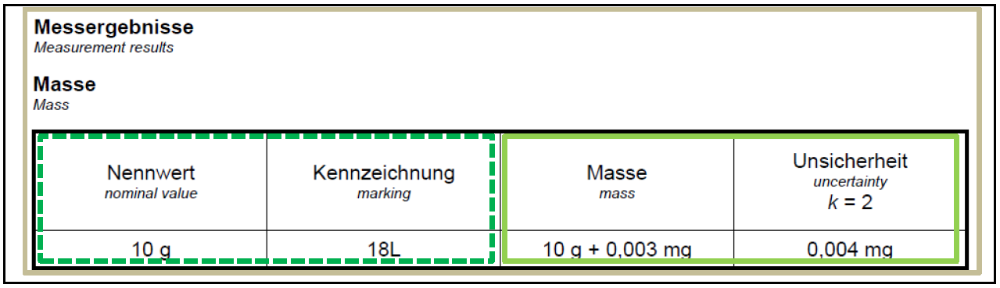 Messergebnisse
Measurement results
Masse
Mass
Nennwert
nominal value
Kennzeichnung
marking
Masse
mass
Unsicherheit
uncertainty
k = 2
10 g
18L
10 g + 0,003 mg
0,004 mg